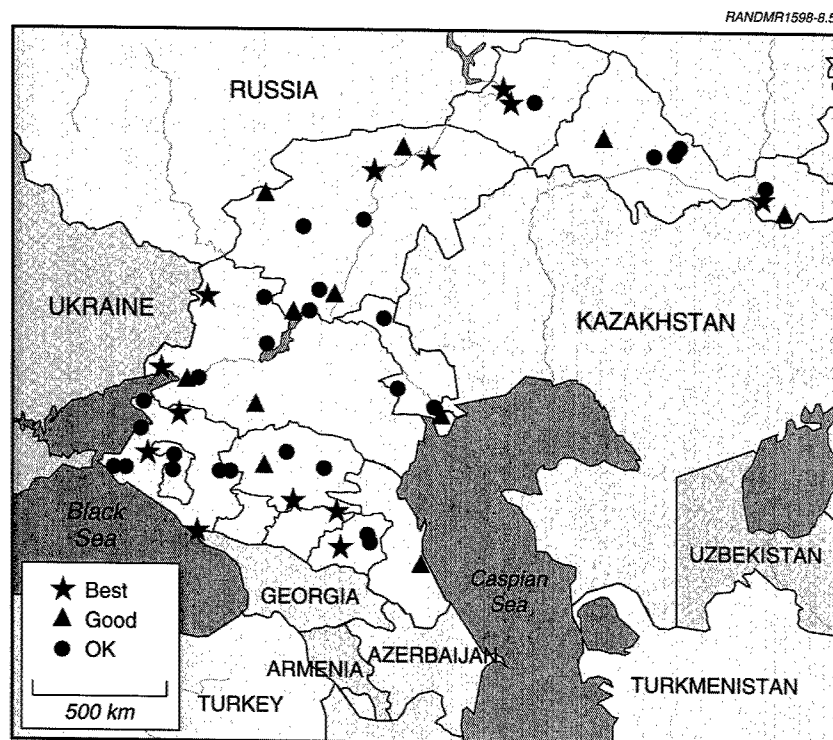 RANDMR1598-8.5
RUSSIA
UKRAINE
KAZAKHSTAN
Black
Sea
UZBEKISTAN
Caspian
Sea
GEORGIA
AZERBAIJAN
ARMENIA
TURKEY
TURKMENISTAN
Best
Good
OK
500 km